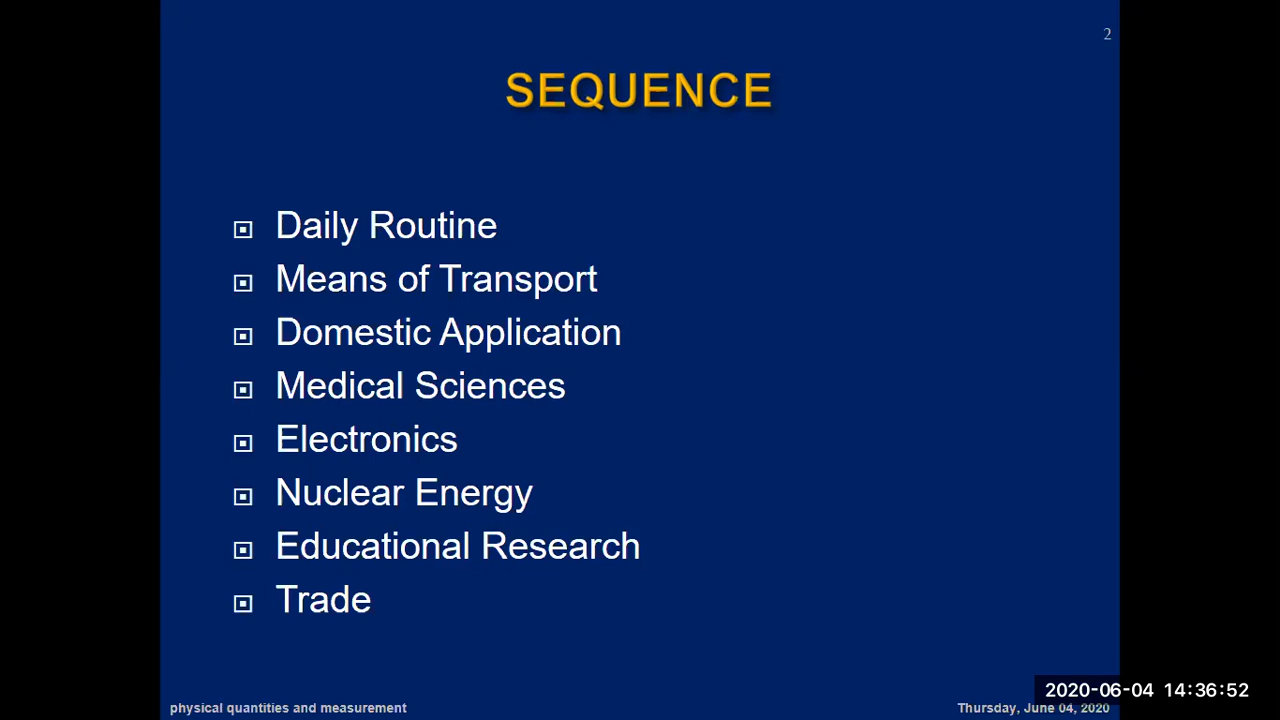 2
SEQUENCE
Daily Routine
Means of Transport
Domestic Application
Medical Sciences
Electronics
Nuclear Energy
Educational Research
Trade
2020-06-04 14:36:52
physical quantities and measurement
Thursday, June 04, 2020